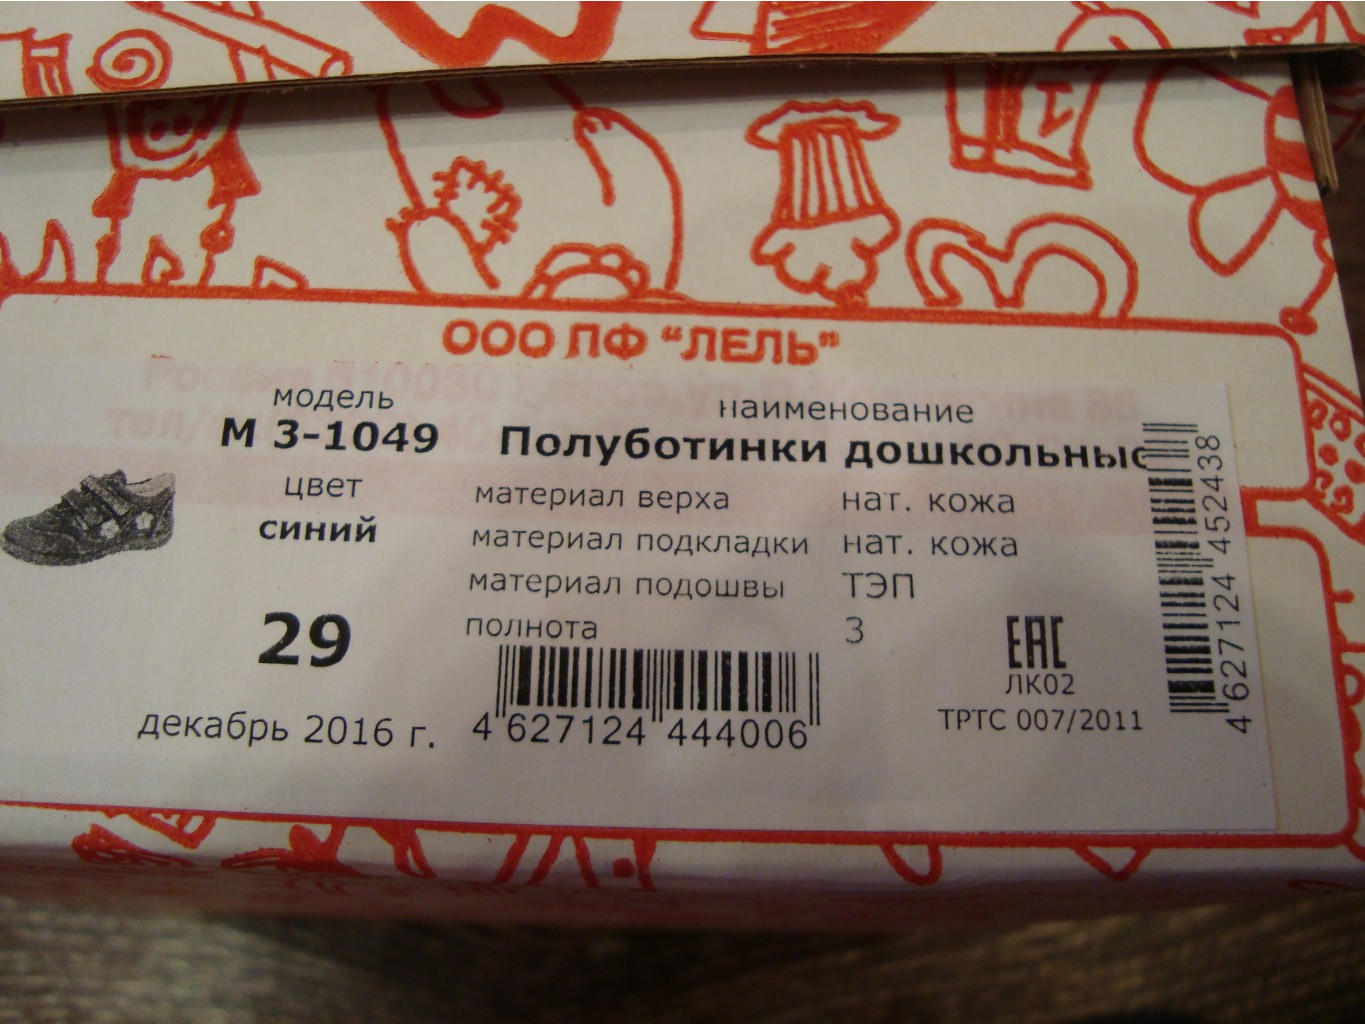 ООО ПФ “ЛЕЛЬ”
модель
М 3-1049
наименование
Полуботинки дошкольные
цвет
синий
материал верха нат. кожа
материал подкладки нат. кожа
материал подошвы ТЭП
полнота 3
29
декабрь 2016 г.
4 627124 444006
ЕАС
ЛК02
ТРТС 007/2011
4 627124 452438